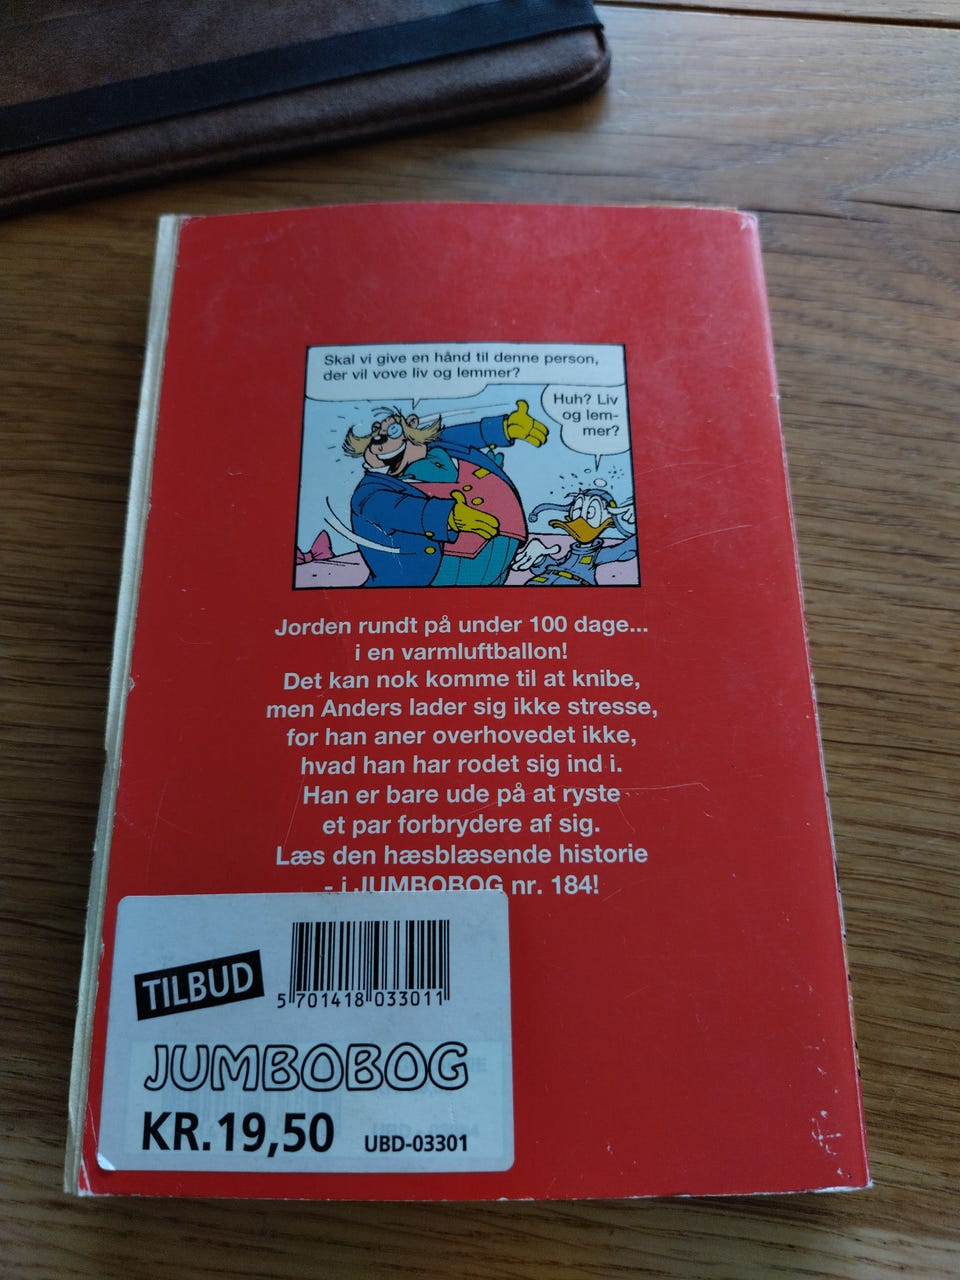 Skal vi give en hånd til denne person,
der vil vove liv og lemmer?
Huh? Liv
og lem-
mer?
Jorden rundt på under 100 dage...
i en varmluftballon!
Det kan nok komme til at knibe,
men Anders lader sig ikke stresse,
for han aner overhovedet ikke,
hvad han har rodet sig ind i.
Han er bare ude på at ryste
et par forbrydere af sig.
Læs den hæsblæsende historie
- i JUMBOBOG nr. 184!
TILBUD
5 701418 033011
JUMBOBOG
KR.19,50
UBD-03301